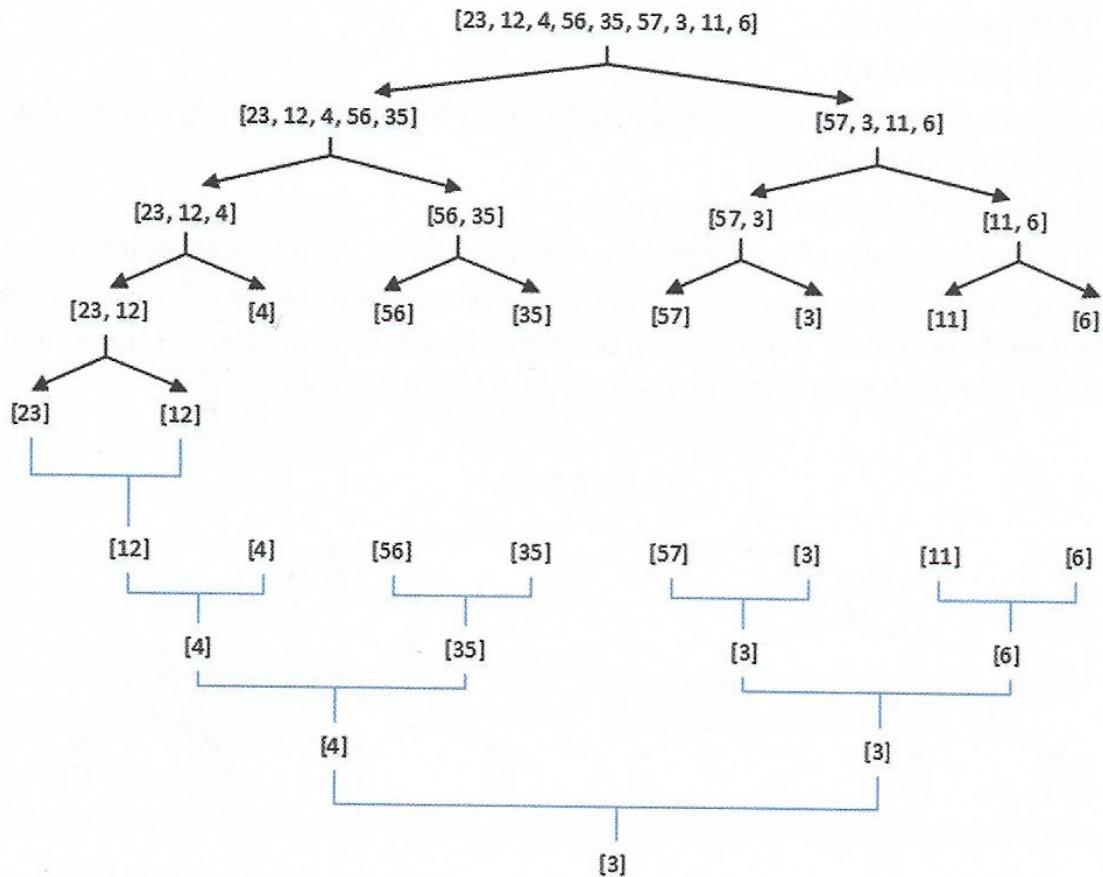 [23, 12, 4, 56, 35, 57, 3, 11, 6]
[23, 12, 4, 56, 35] [57, 3, 11, 6]
[23, 12, 4] [56, 35] [57, 3] [11, 6]
[23, 12] [4] [56] [35] [57] [3] [11] [6]
[23] [12]
[12] [4] [56] [35] [57] [3] [11] [6]
[4] [35] [3] [6]
[4] [3]
[3]